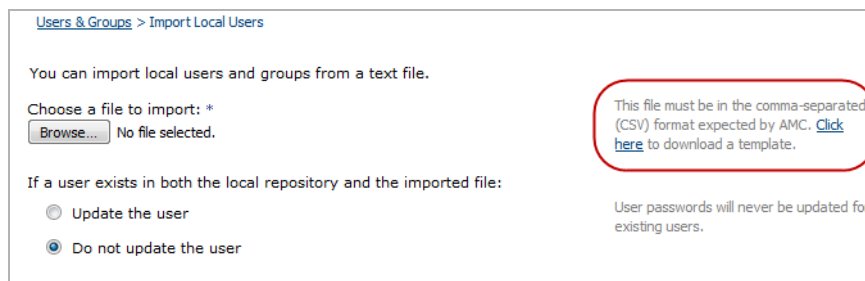 Users & Groups > Import Local Users
You can import local users and groups from a text file.
Choose a file to import: *
Browse... No file selected.
This file must be in the comma-separated
(CSV) format expected by AMC. Click
here to download a template.
If a user exists in both the local repository and the imported file:
Update the user
Do not update the user
User passwords will never be updated fo
existing users.